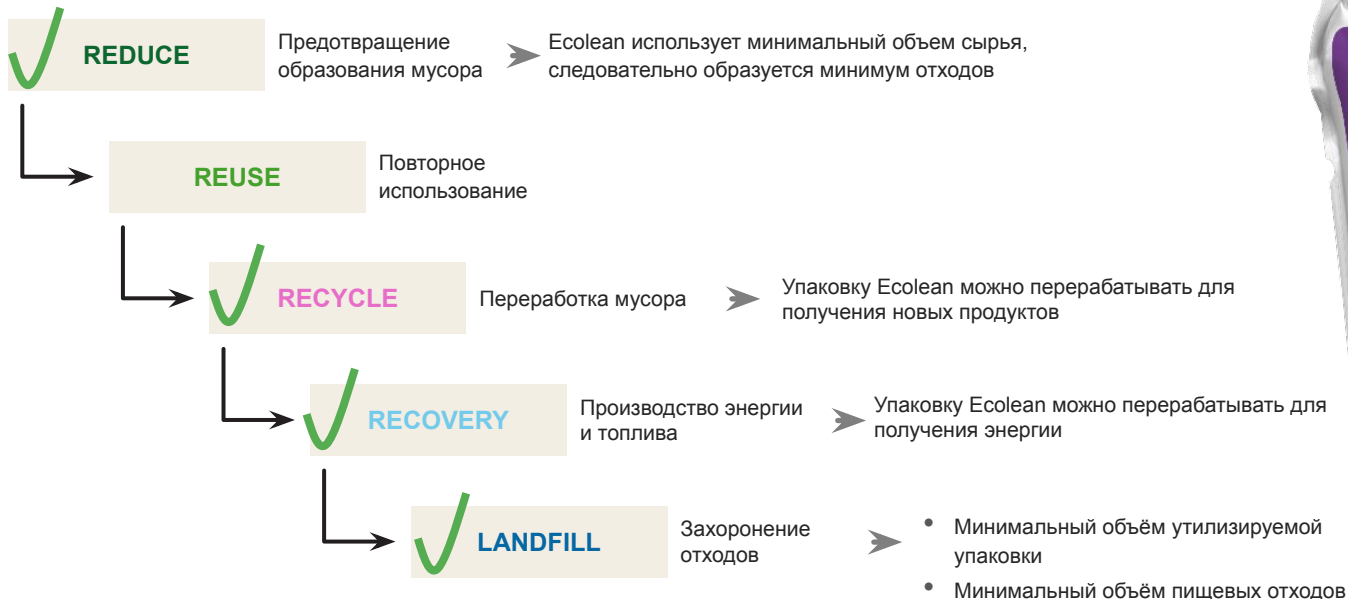 REDUCE
Предотвращение
образования мусора
Ecolean использует минимальный объем сырья,
следовательно образуется минимум отходов
REUSE
Повторное
использование
RECYCLE
Переработка мусора
Упаковку Ecolean можно перерабатывать для
получения новых продуктов
RECOVERY
Производство энергии
и топлива
Упаковку Ecolean можно перерабатывать для
получения энергии
LANDFILL
Захоронение
отходов
• Минимальный объём утилизируемой
упаковки
• Минимальный объём пищевых отходов